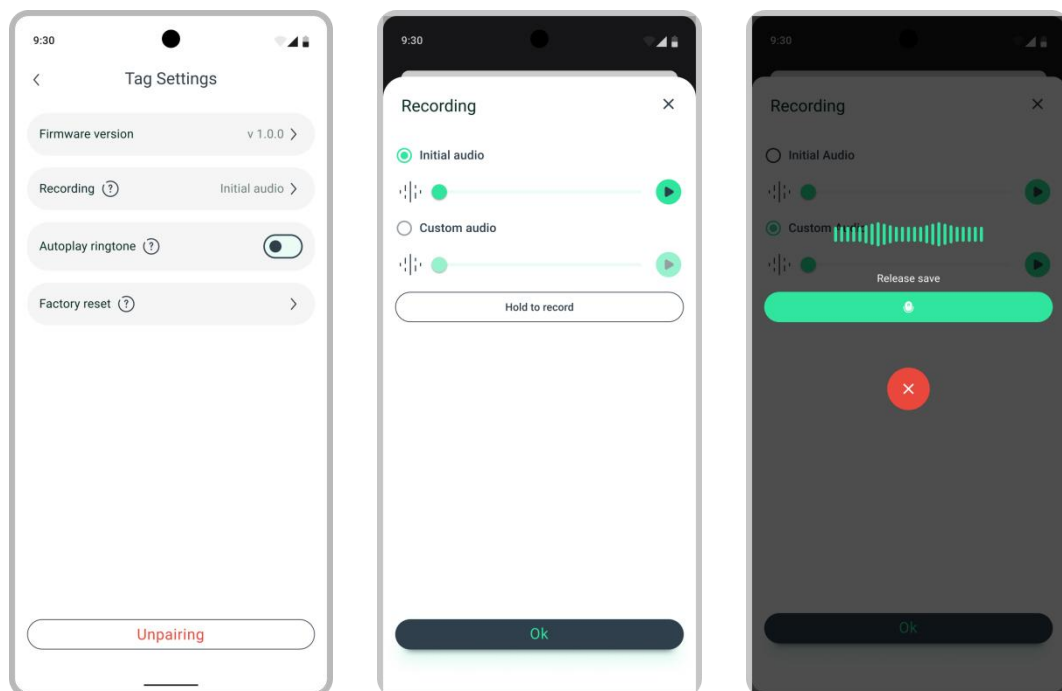 9:30
Tag Settings
Firmware version v 1.0.0
Recording ? Initial audio
Autoplay ringtone ?
Factory reset ?
Unpairing
9:30
Recording
Initial audio
Custom audio
Hold to record
Ok
9:30
Recording
Initial Audio
Custom Audio
Release save
Ok